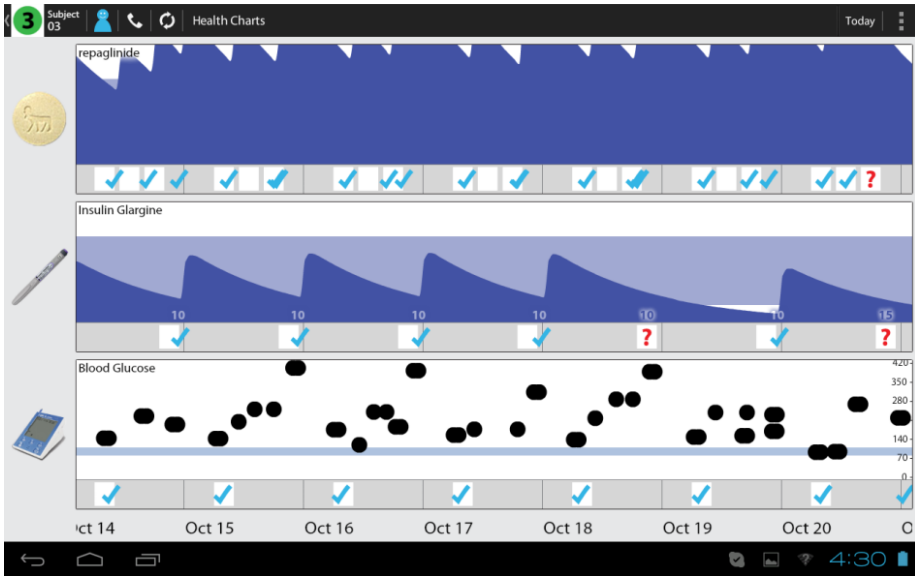 3 Subject 03 Health Charts Today
repaglinide
?
Insulin Glargine
10 10 10 10 10 10 15
? ?
Blood Glucose
420
350
280
140
70
0
ct 14 Oct 15 Oct 16 Oct 17 Oct 18 Oct 19 Oct 20 O
4:30